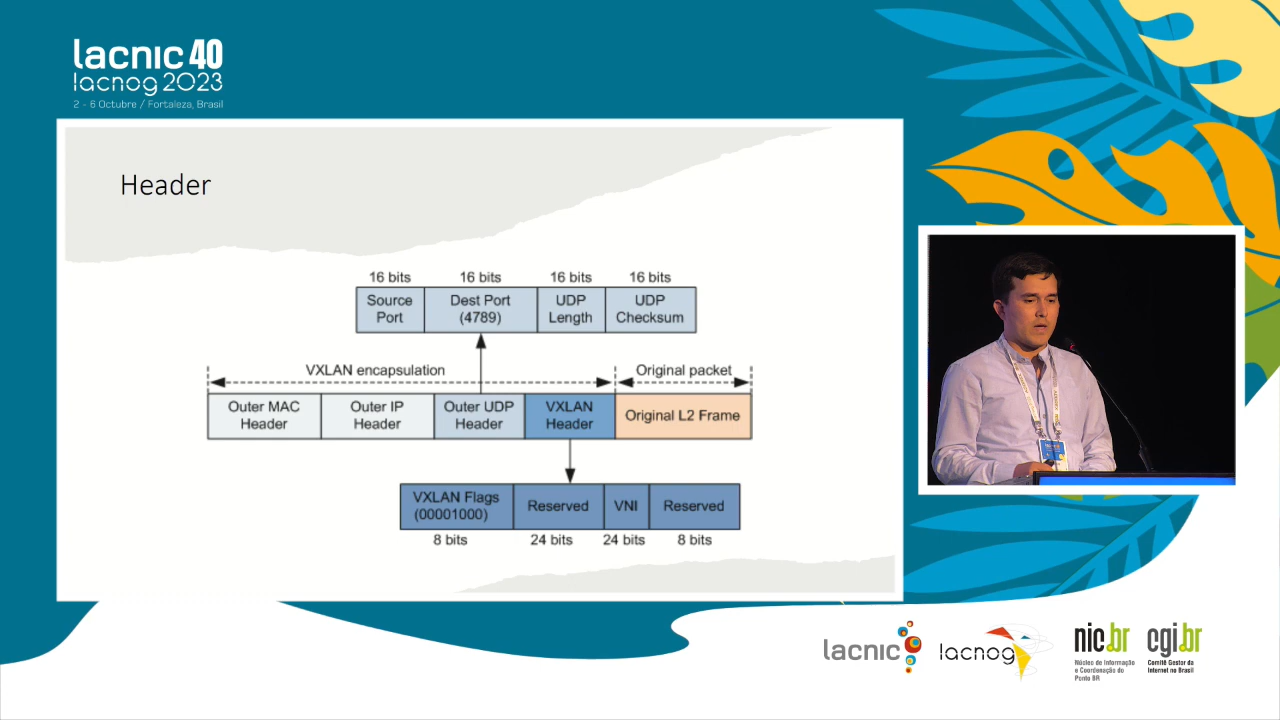 lacnic 40
lacnog 2023
2 - 6 Octubre / Fortaleza, Brasil
Header
16 bits 16 bits 16 bits 16 bits
Source Port
Dest Port (4789)
UDP Length
UDP Checksum
VXLAN encapsulation
Original packet
Outer MAC Header
Outer IP Header
Outer UDP Header
VXLAN Header
Original L2 Frame
VXLAN Flags (00001000)
Reserved
VNI
Reserved
8 bits 24 bits 24 bits 8 bits
lacnic
lacnog
nic.br
Núcleo de Informação
e Coordenação do
Ponto BR
cgi.br
Comitê Gestor da
Internet no Brasil